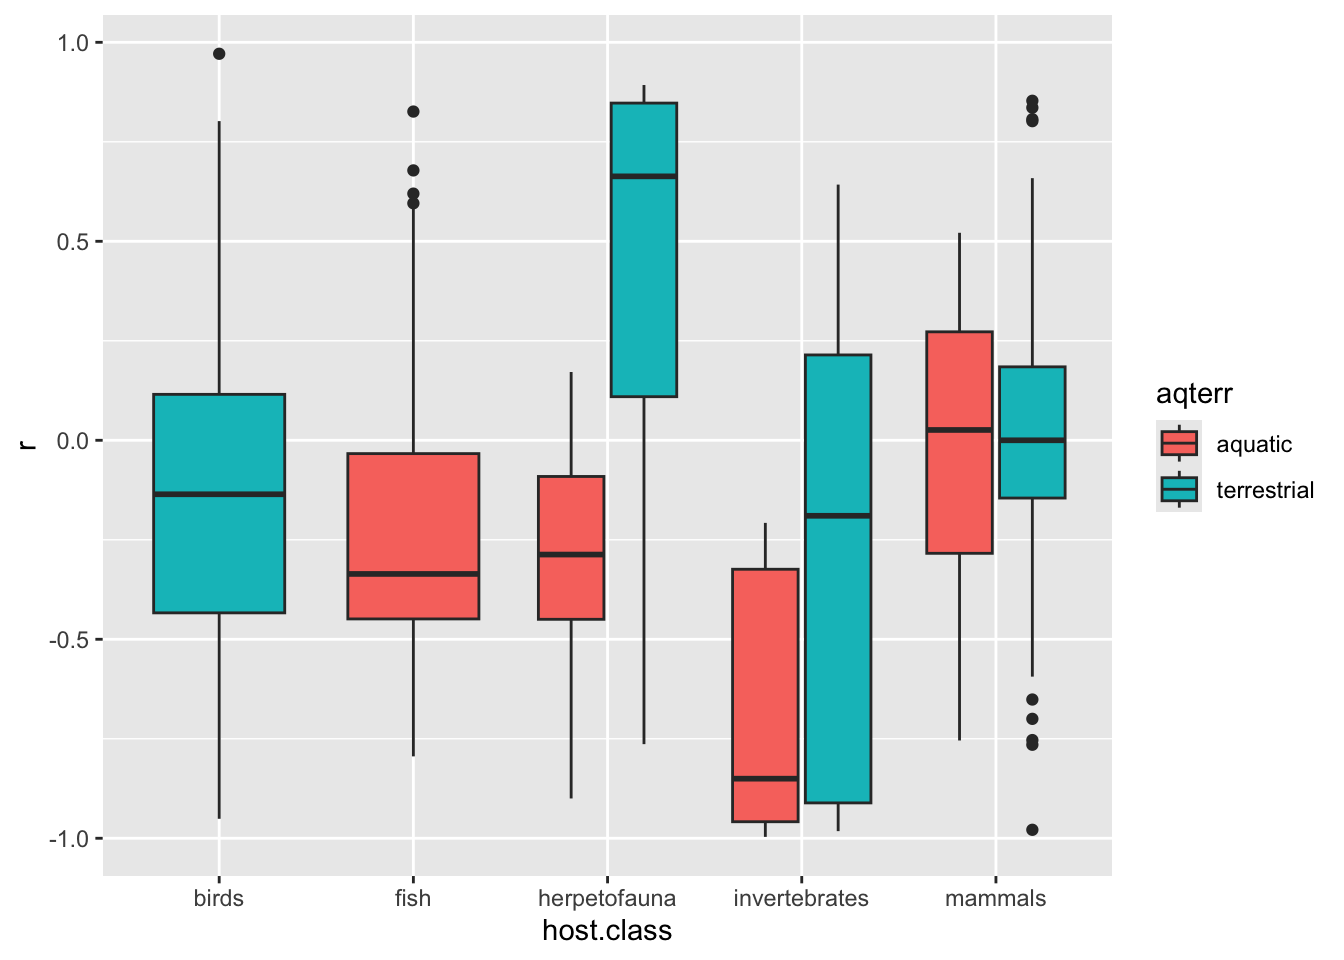 1.0
0.5
0.0
-0.5
-1.0
r
birds
fish
herpetofauna
invertebrates
mammals
host.class
aqterr
aquatic
terrestrial